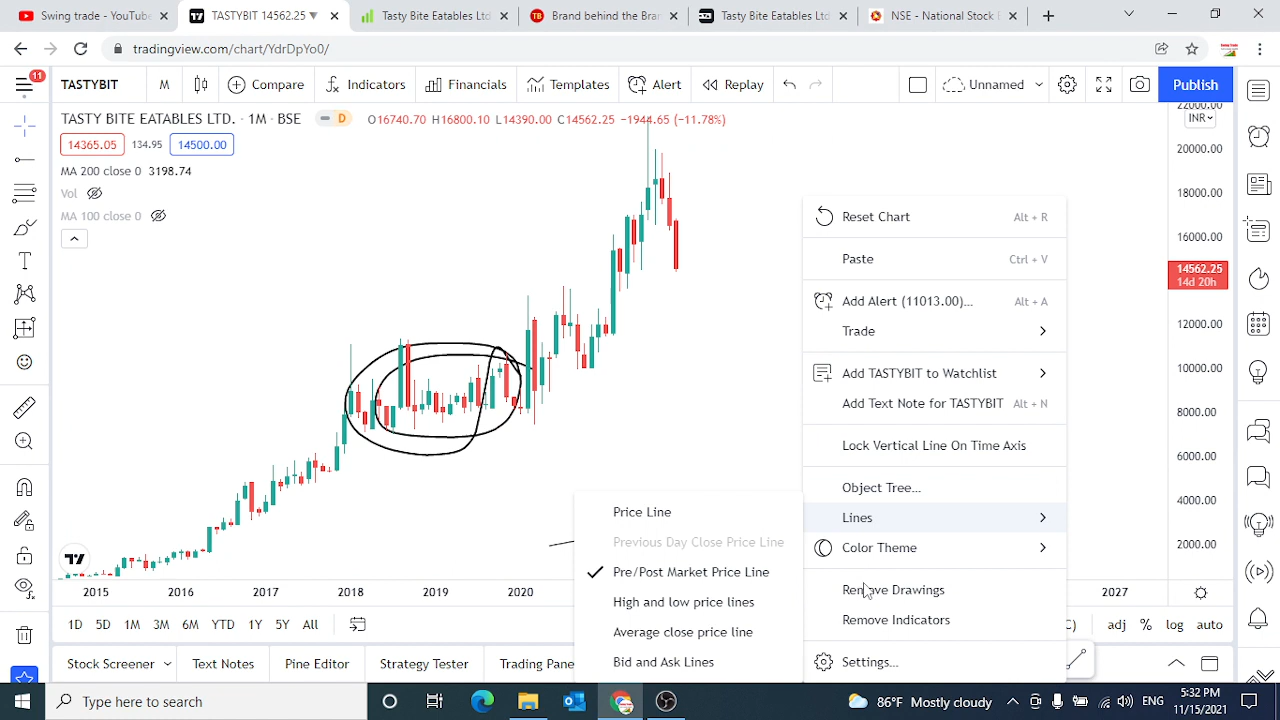 Swing trade - YouTube
TASTYBIT 14562.25 ▼
Tasty Bite Eatables Ltd.
Brand behind the Bran
Tasty Bite Eatables Ltd
NSE - National Stock E
tradingview.com/chart/YdrDpYo0/
11
TASTYBIT
M
Compare
Indicators
Financials
Templates
Alert
Replay
Unnamed
Publish
TASTY BITE EATABLES LTD. · 1M · BSE
D
O16740.70 H16800.10 L14390.00 C14562.25 −1944.65 (−11.78%)
14365.05
134.95
14500.00
MA 200 close 0 3198.74
Vol
MA 100 close 0
22000.00
INR
20000.00
18000.00
16000.00
14562.25
14d 20h
12000.00
10000.00
8000.00
6000.00
4000.00
2000.00
Reset Chart Alt + R
Paste Ctrl + V
Add Alert (11013.00)... Alt + A
Trade
Add TASTYBIT to Watchlist
Add Text Note for TASTYBIT Alt + N
Lock Vertical Line On Time Axis
Object Tree...
Lines
Color Theme
Remove Drawings
Remove Indicators
Settings...
Price Line
Previous Day Close Price Line
Pre/Post Market Price Line
High and low price lines
Average close price line
Bid and Ask Lines
2015 2016 2017 2018 2019 2020 2027
1D 5D 1M 3M 6M YTD 1Y 5Y All
adj % log auto
Stock Screener
Text Notes
Pine Editor
Strategy Tester
Trading Pane
Type here to search
86°F Mostly cloudy
ENG
5:32 PM
11/15/2021